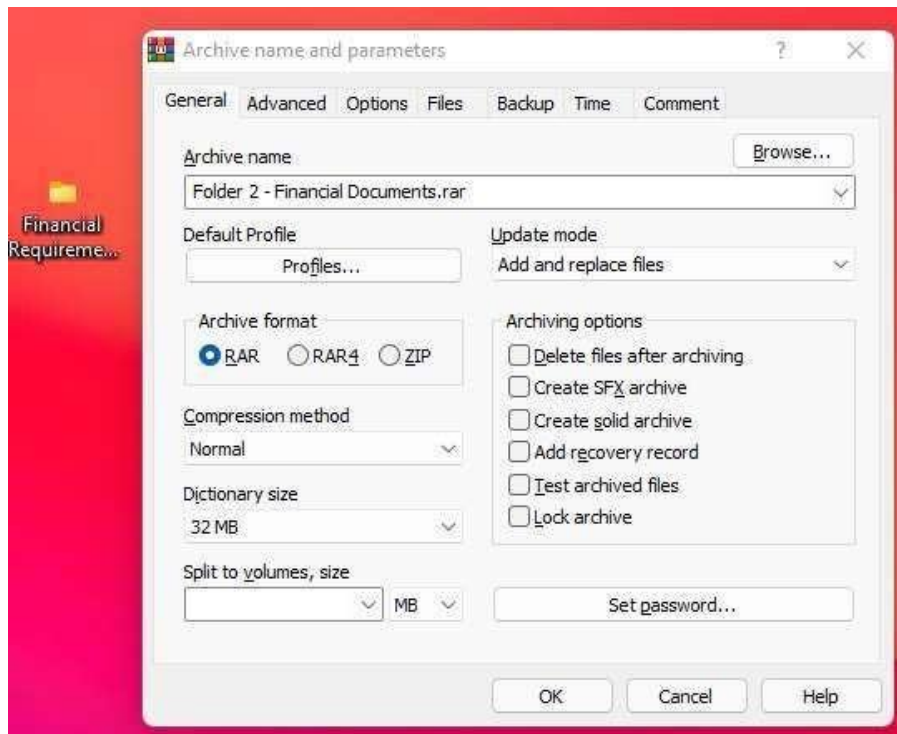 Archive name and parameters
?
General Advanced Options Files Backup Time Comment
Archive name
Browse...
Folder 2 - Financial Documents.rar
Financial
Requireme...
Default Profile
Update mode
Profiles...
Add and replace files
Archive format
RAR RAR4 ZIP
Archiving options
Delete files after archiving
Create SFX archive
Create solid archive
Add recovery record
Test archived files
Lock archive
Compression method
Normal
Dictionary size
32 MB
Split to volumes, size
MB
Set password...
OK Cancel Help